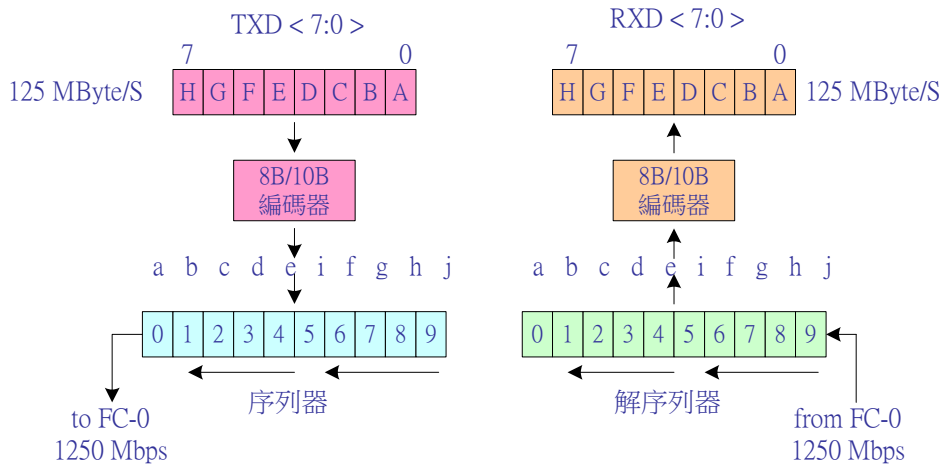 TXD < 7:0 >
7 0
125 MByte/S
H G F E D C B A
8B/10B
編碼器
a b c d e i f g h j
0 1 2 3 4 5 6 7 8 9
序列器
to FC-0
1250 Mbps
RXD < 7:0 >
7 0
H G F E D C B A
125 MByte/S
8B/10B
編碼器
a b c d e i f g h j
0 1 2 3 4 5 6 7 8 9
解序列器
from FC-0
1250 Mbps